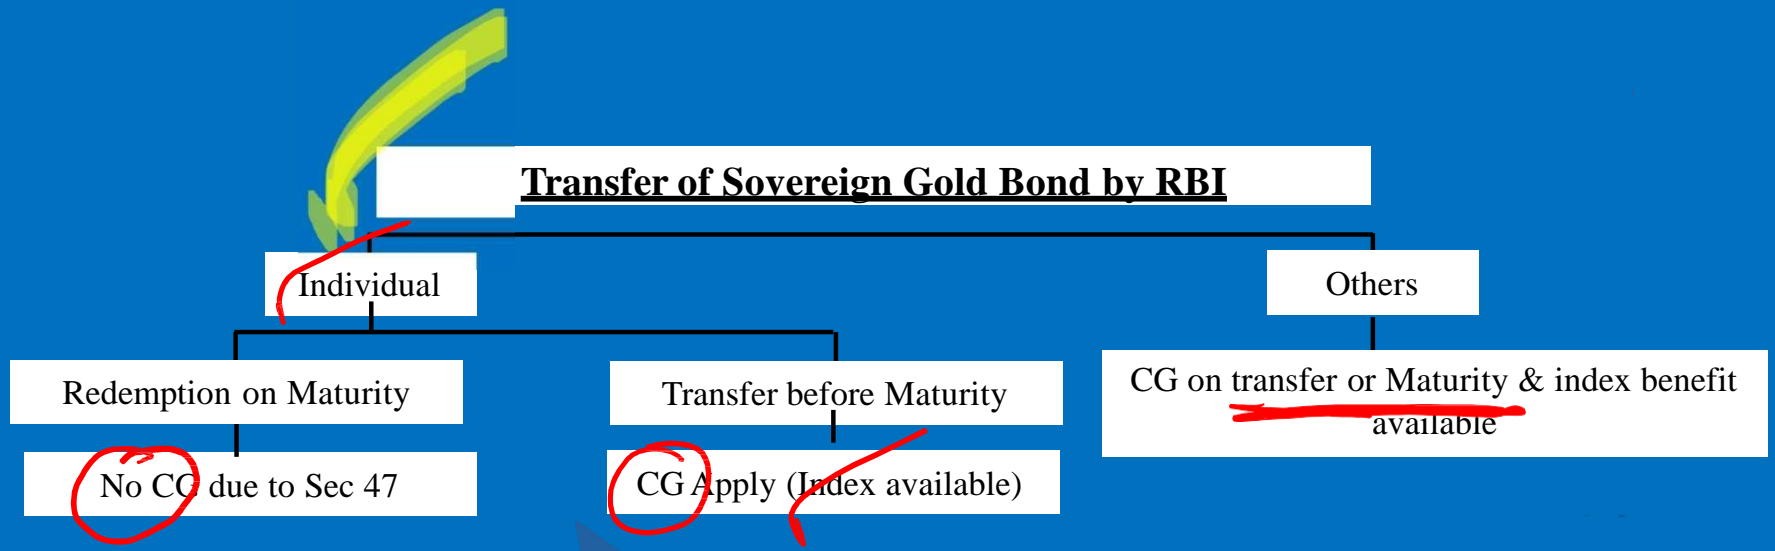 Transfer of Sovereign Gold Bond by RBI
Individual
Others
Redemption on Maturity
Transfer before Maturity
CG on transfer or Maturity & index benefit
available
No CG due to Sec 47
CG Apply (Index available)